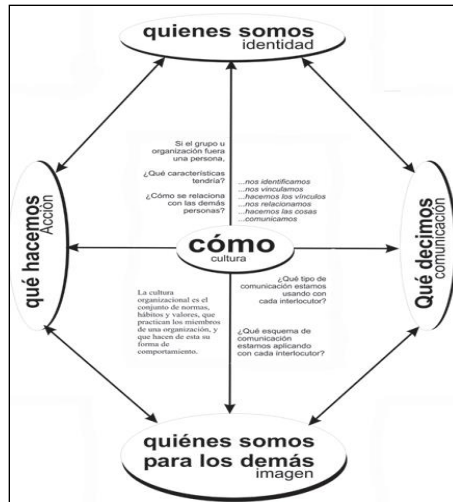 quienes somos
identidad
Si el grupo u
organización fuera
una persona,
¿Qué características
tendría?
¿Cómo se relaciona
con las demás
personas?
...nos identificamos
...nos vinculamos
...hacemos los vínculos
...nos relacionamos
...hacemos las cosas
...comunicamos
qué hacemos
Accion
cómo
cultura
Qué decimos
comunicación
La cultura
organizacional es el
conjunto de normas,
hábitos y valores, que
practican los miembros
de una organización, y
que hacen de esta su
forma de
comportamiento.
¿Qué tipo de
comunicación estamos
usando con
cada interlocutor?
¿Qué esquema de
comunicación
estamos aplicando
con cada interlocutor?
quiénes somos
para los demás
imagen